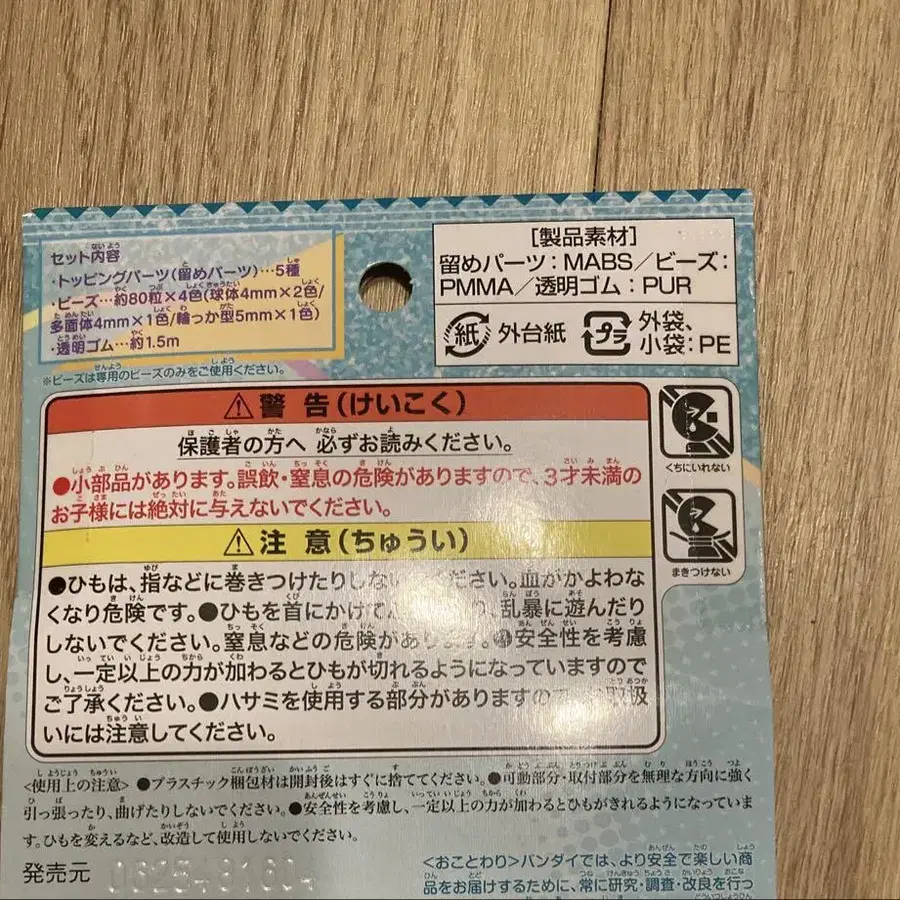 セット内容
・トッピングパーツ(留めパーツ)…5種
・ビーズ…約80粒×4色(球体4mm×2色/
多面体4mm×1色/輪っか型5mm×1色)
・透明ゴム…約1.5m
※ビーズは専用のビーズのみをご使用ください。
[製品素材]
留めパーツ:MABS/ビーズ:
PMMA/透明ゴム:PUR
紙 外台紙
プラ 外袋、
小袋:PE
⚠警告(けいこく)
保護者の方へ 必ずお読みください。
●小部品があります。誤飲・窒息の危険がありますので、3才未満の
お子様には絶対に与えないでください。
⚠注意(ちゅうい)
●ひもは、指などに巻きつけたりしない ください。血がかよわな
くなり危険です。●ひもを首にかけて 乱暴に遊んだり
しないでください。窒息などの危険があります。●安全性を考慮
し、一定以上の力が加わるとひもが切れるようになっていますので
ご了承ください。●ハサミを使用する部分がありますので 取扱
いには注意してください。
くちにいれない
まきつけない
<使用上の注意> ●プラスチック梱包材は開封後はすぐに捨ててください。●可動部分・取付部分を無理な方向に強く
引っ張ったり、曲げたりしないでください。●安全性を考慮し、一定以上の力が加わるとひもがきれるようになっていま
す。ひもを変えるなど、改造して使用しないでください。
発売元
<おことわり>バンダイでは、より安全で楽しい商
品をお届けするために、常に研究・調査・改良を行っ